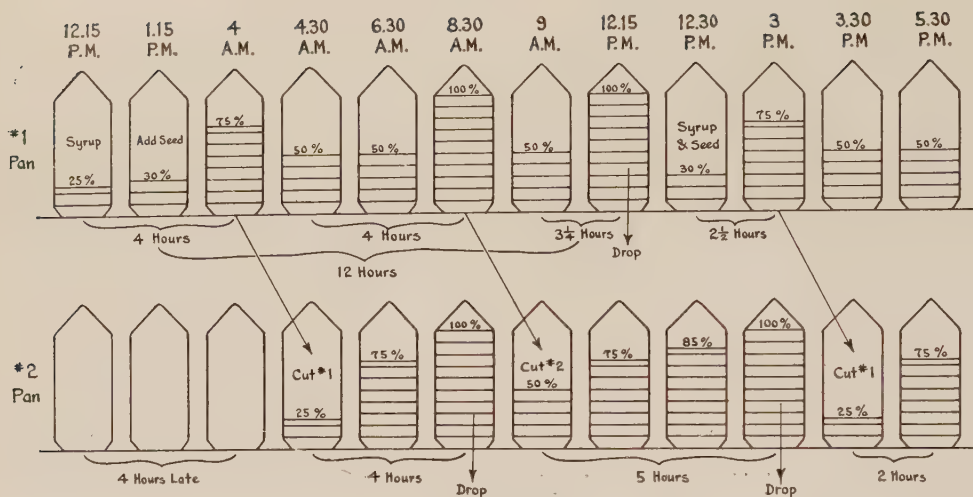 12.15 1.15 4 4.30 6.30 8.30 9 12.15 12.30 3 3.30 5.30
P.M. P.M. A.M. A.M. A.M. A.M. A.M. P.M. P.M. P.M. P.M P.M.
100% 100%
75% 75%
#1 Syrup Add Seed Syrup
& Seed
Pan 50% 50% 50% 50% 50%
25% 30% 30%
4 Hours 4 Hours 3 1/4 Hours 2 1/2 Hours
Drop
12 Hours
100% 100%
75% 75% 85% 75%
#2 Cut #1 Cut #2 Cut #1
Pan 50%
25% 25%
4 Hours Late 4 Hours 5 Hours 2 Hours
Drop Drop